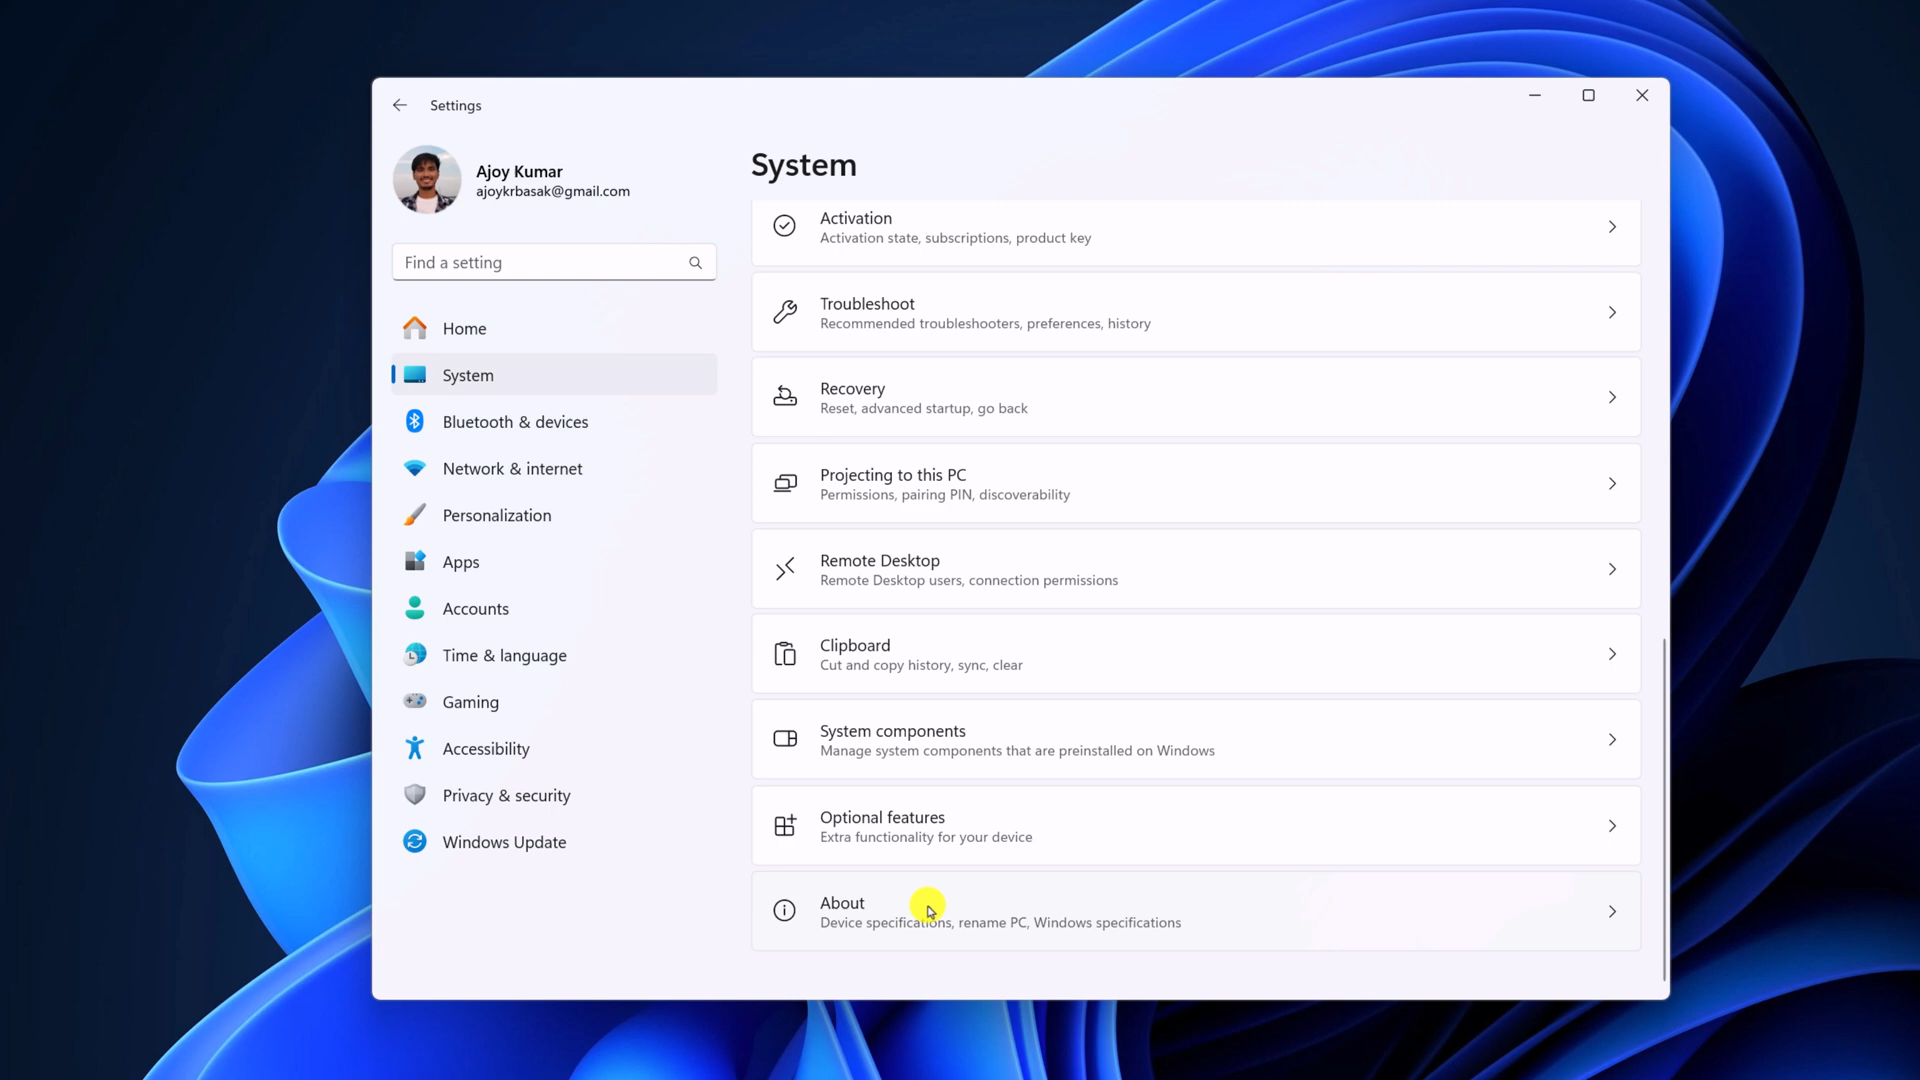 Settings
Ajoy Kumar
ajoykrbasak@gmail.com
Find a setting
Home
System
Bluetooth & devices
Network & internet
Personalization
Apps
Accounts
Time & language
Gaming
Accessibility
Privacy & security
Windows Update
System
Activation
Activation state, subscriptions, product key
Troubleshoot
Recommended troubleshooters, preferences, history
Recovery
Reset, advanced startup, go back
Projecting to this PC
Permissions, pairing PIN, discoverability
Remote Desktop
Remote Desktop users, connection permissions
Clipboard
Cut and copy history, sync, clear
System components
Manage system components that are preinstalled on Windows
Optional features
Extra functionality for your device
About
Device specifications, rename PC, Windows specifications